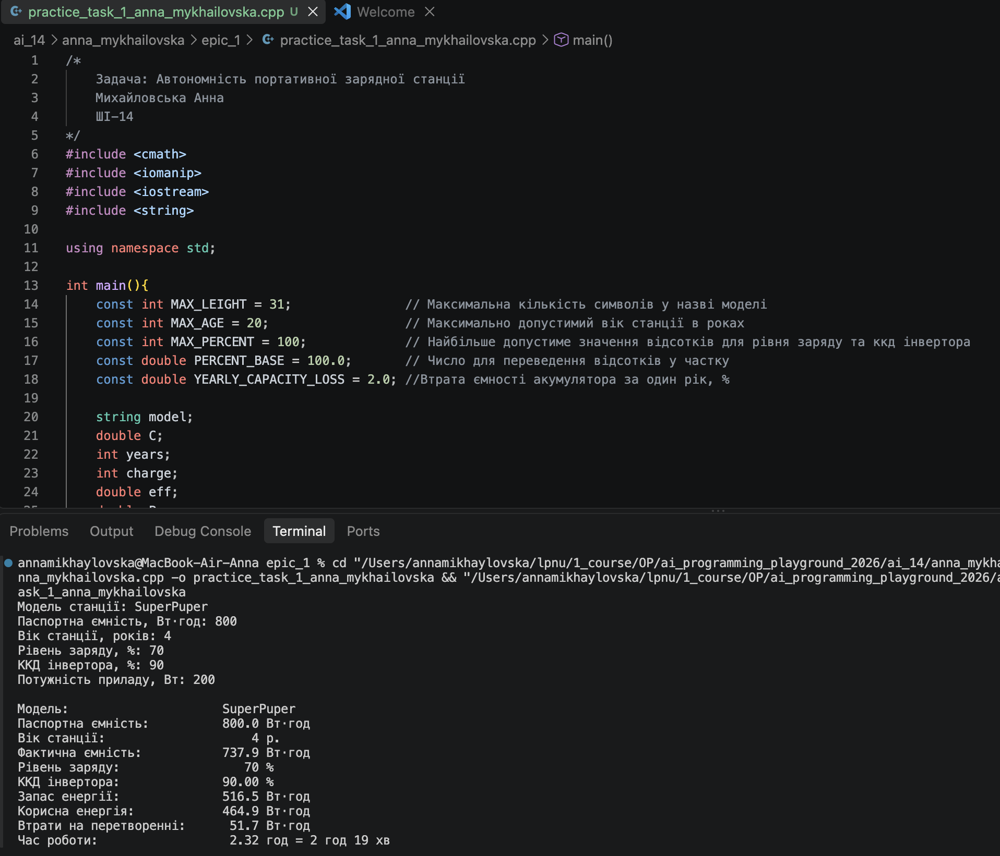 practice_task_1_anna_mykhailovska.cpp U Welcome
ai_14 > anna_mykhailovska > epic_1 > practice_task_1_anna_mykhailovska.cpp > main()
1 /*
2 Задача: Автономність портативної зарядної станції
3 Михайловська Анна
4 ШІ-14
5 */
6 #include <cmath>
7 #include <iomanip>
8 #include <iostream>
9 #include <string>
10
11 using namespace std;
12
13 int main(){
14 const int MAX_LEIGHT = 31; // Максимальна кількість символів у назві моделі
15 const int MAX_AGE = 20; // Максимально допустимий вік станції в роках
16 const int MAX_PERCENT = 100; // Найбільше допустиме значення відсотків для рівня заряду та ккд інвертора
17 const double PERCENT_BASE = 100.0; // Число для переведення відсотків у частку
18 const double YEARLY_CAPACITY_LOSS = 2.0; //Втрата ємності акумулятора за один рік, %
19
20 string model;
21 double C;
22 int years;
23 int charge;
24 double eff;
Problems Output Debug Console Terminal Ports
annamikhaylovska@MacBook-Air-Anna epic_1 % cd "/Users/annamikhaylovska/lpnu/1_course/OP/ai_programming_playground_2026/ai_14/anna_mykha
nna_mykhailovska.cpp -o practice_task_1_anna_mykhailovska && "/Users/annamikhaylovska/lpnu/1_course/OP/ai_programming_playground_2026/a
ask_1_anna_mykhailovska
Модель станції: SuperPuper
Паспортна ємність, Вт·год: 800
Вік станції, років: 4
Рівень заряду, %: 70
ККД інвертора, %: 90
Потужність приладу, Вт: 200
Модель: SuperPuper
Паспортна ємність: 800.0 Вт·год
Вік станції: 4 р.
Фактична ємність: 737.9 Вт·год
Рівень заряду: 70 %
ККД інвертора: 90.00 %
Запас енергії: 516.5 Вт·год
Корисна енергія: 464.9 Вт·год
Втрати на перетворенні: 51.7 Вт·год
Час роботи: 2.32 год = 2 год 19 хв